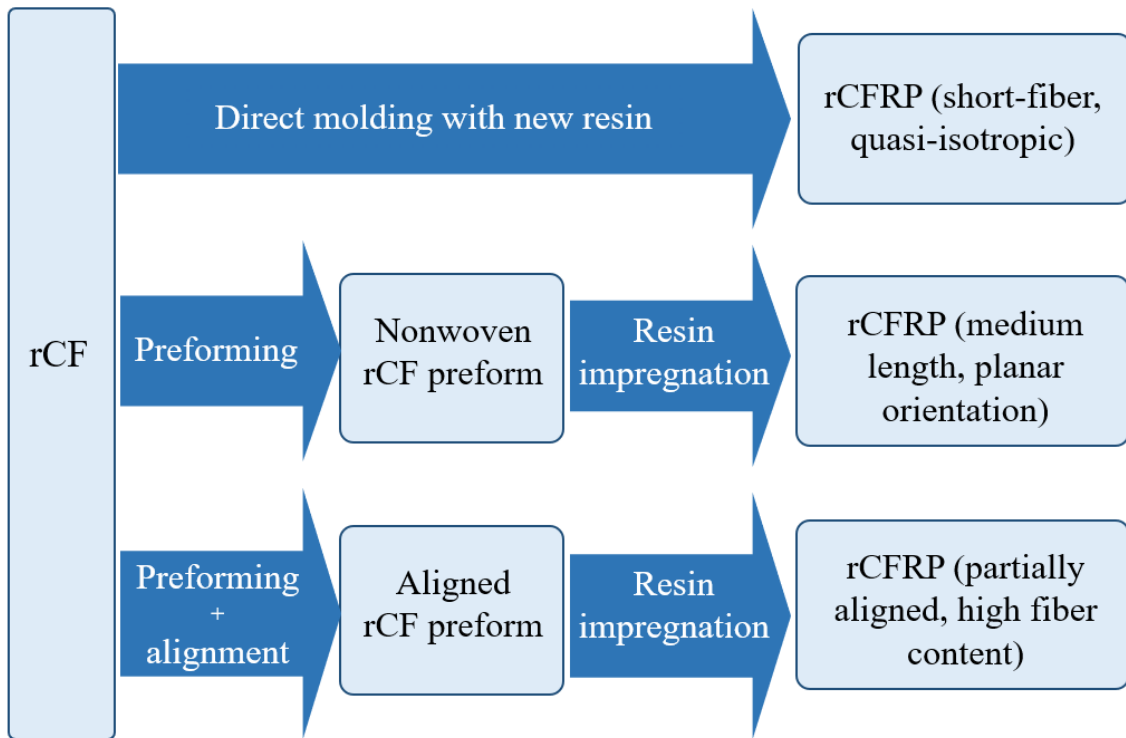 rCF
Direct molding with new resin
rCFRP (short-fiber,
quasi-isotropic)
Preforming
Nonwoven
rCF preform
Resin
impregnation
rCFRP (medium
length, planar
orientation)
Preforming
+
alignment
Aligned
rCF preform
Resin
impregnation
rCFRP (partially
aligned, high fiber
content)